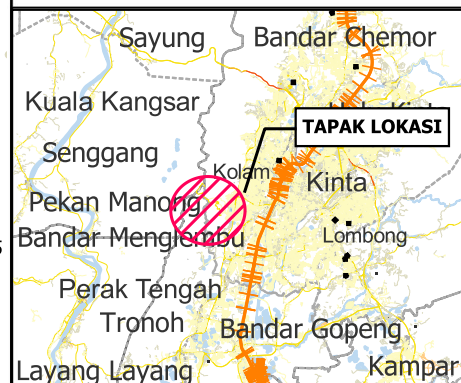 Sayung
Bandar Chemor
Kuala Kangsar
TAPAK LOKASI
Senggang
Kolam
Kinta
Pekan Manong
Bandar Menglembu
Lombong
Perak Tengah
Tronoh
Bandar Gopeng
Layang Layang
Kampar